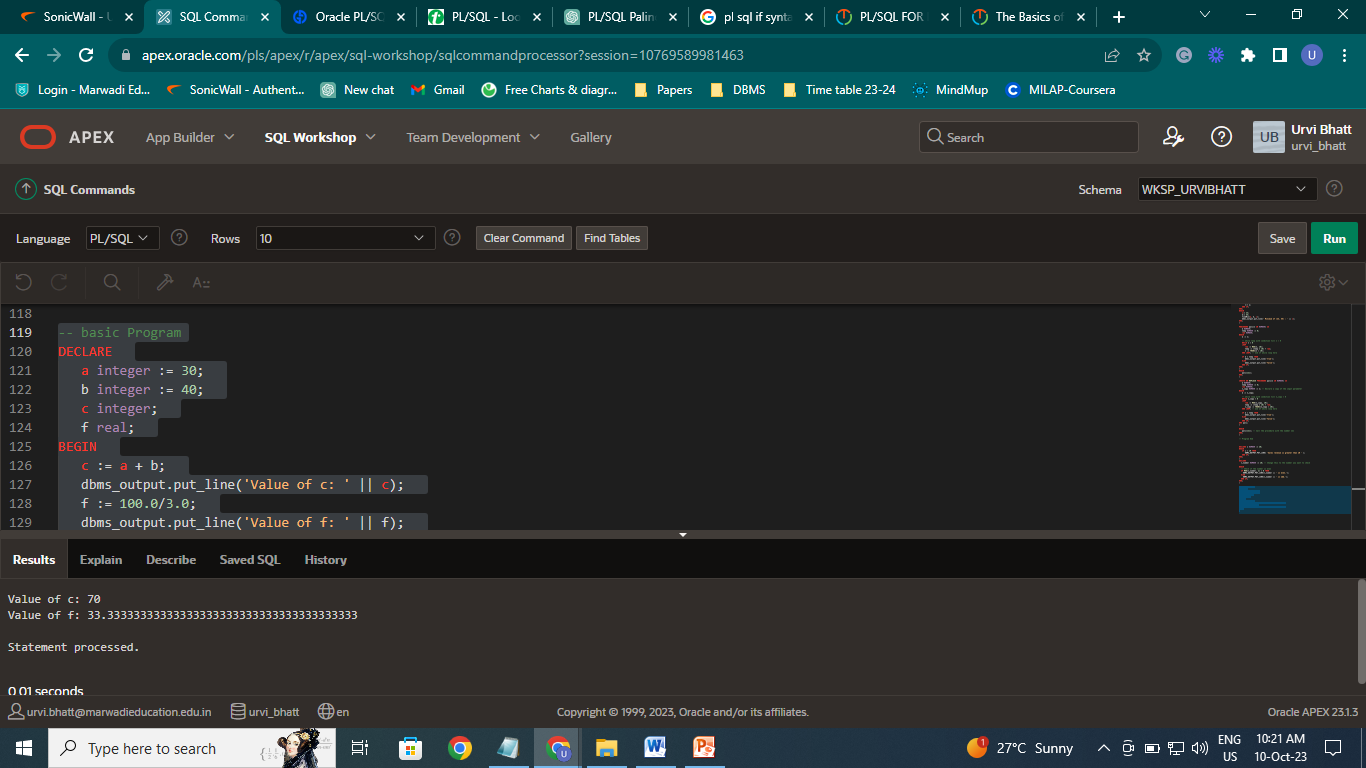 SonicWall - U
SQL Comma
Oracle PL/SQ
PL/SQL - Loo
PL/SQL Palin
pl sql if synta
PL/SQL FOR
The Basics of
apex.oracle.com/pls/apex/r/apex/sql-workshop/sqlcommandprocessor?session=10769589981463
U
Login - Marwadi Ed...
SonicWall - Authent...
New chat
Gmail
Free Charts & diagr...
Papers
DBMS
Time table 23-24
MindMup
MILAP-Coursera
APEX
App Builder
SQL Workshop
Team Development
Gallery
Search
UB
Urvi Bhatt
urvi_bhatt
SQL Commands
Schema
WKSP_URVIBHATT
Language
PL/SQL
Rows
10
Clear Command
Find Tables
Save
Run
118
119 -- basic Program
120 DECLARE
121 a integer := 30;
122 b integer := 40;
123 c integer;
124 f real;
125 BEGIN
126 c := a + b;
127 dbms_output.put_line('Value of c: ' || c);
128 f := 100.0/3.0;
129 dbms_output.put_line('Value of f: ' || f);
Results
Explain
Describe
Saved SQL
History
Value of c: 70
Value of f: 33.33333333333333333333333333333333333333
Statement processed.
0.01 seconds
urvi.bhatt@marwadieducation.edu.in
urvi_bhatt
en
Copyright © 1999, 2023, Oracle and/or its affiliates.
Oracle APEX 23.1.3
Type here to search
27°C Sunny
ENG
US
10:21 AM
10-Oct-23